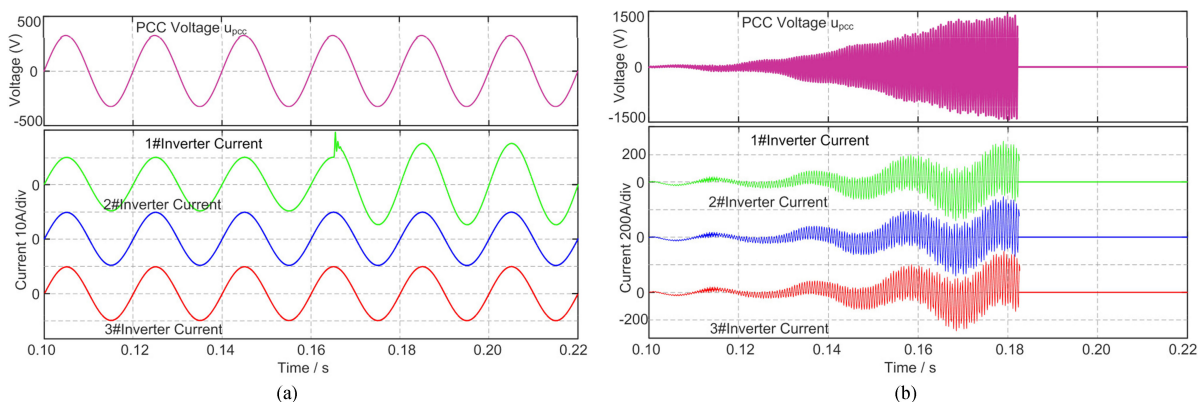 PCC Voltage u_pcc
500
0
-500
Voltage (V)
1#Inverter Current
2#Inverter Current
3#Inverter Current
0
0
0
Current 10A/div
0.10 0.12 0.14 0.16 0.18 0.20 0.22
Time / s
(a)
PCC Voltage u_pcc
1500
0
-1500
Voltage (V)
1#Inverter Current
2#Inverter Current
3#Inverter Current
200
0
0
0
-200
Current 200A/div
0.10 0.12 0.14 0.16 0.18 0.20 0.22
Time / s
(b)